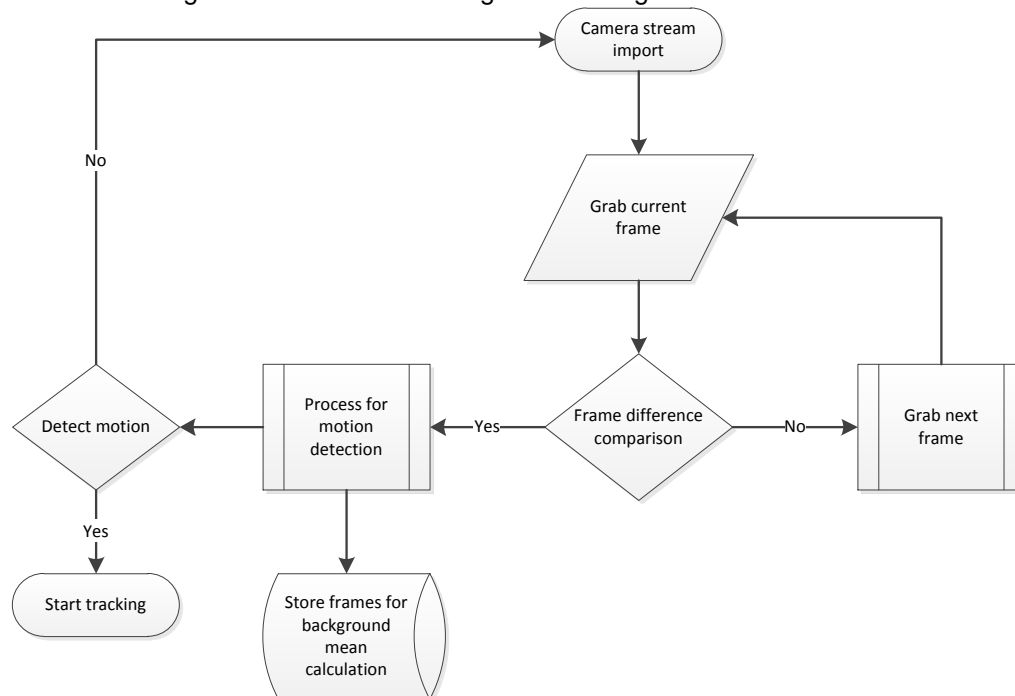 Camera stream
import
No
Grab current
frame
Detect motion
Process for
motion
detection
Yes
Frame difference
comparison
No
Grab next
frame
Yes
Start tracking
Store frames for
background
mean
calculation